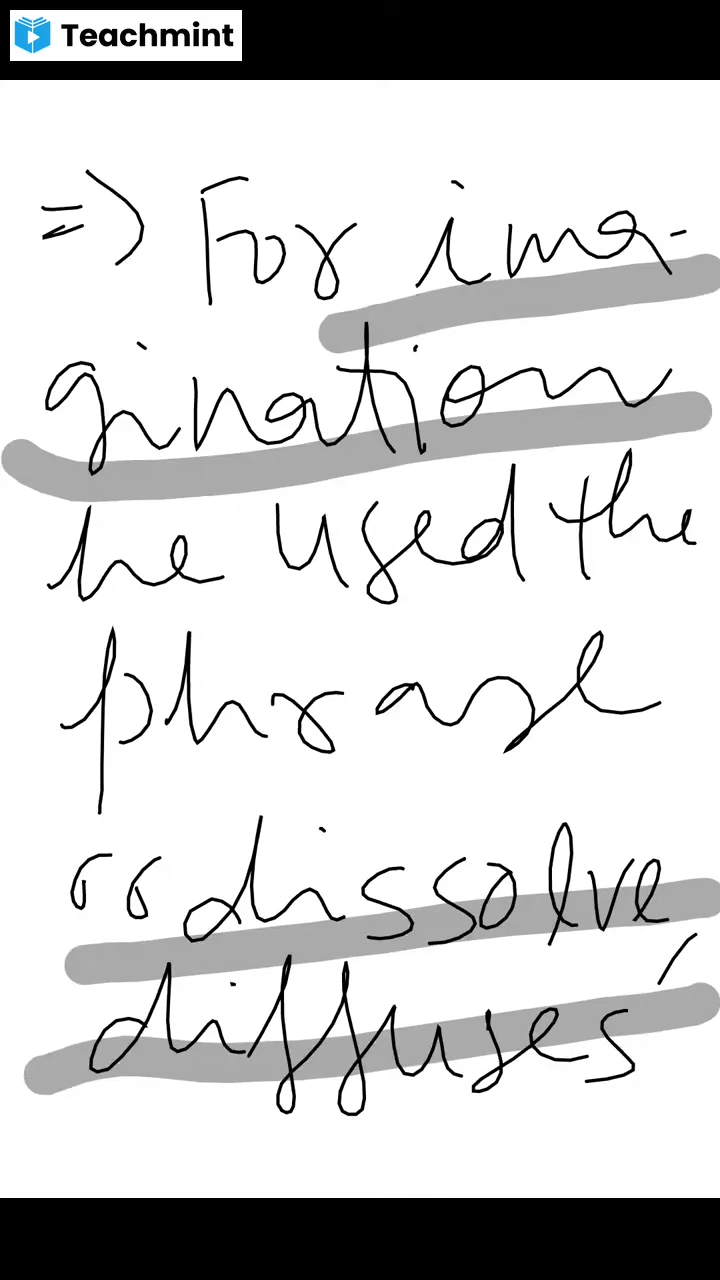 Teachmint
=> For ima-
gination
he used the
phrase
“dissolve
diffuses'